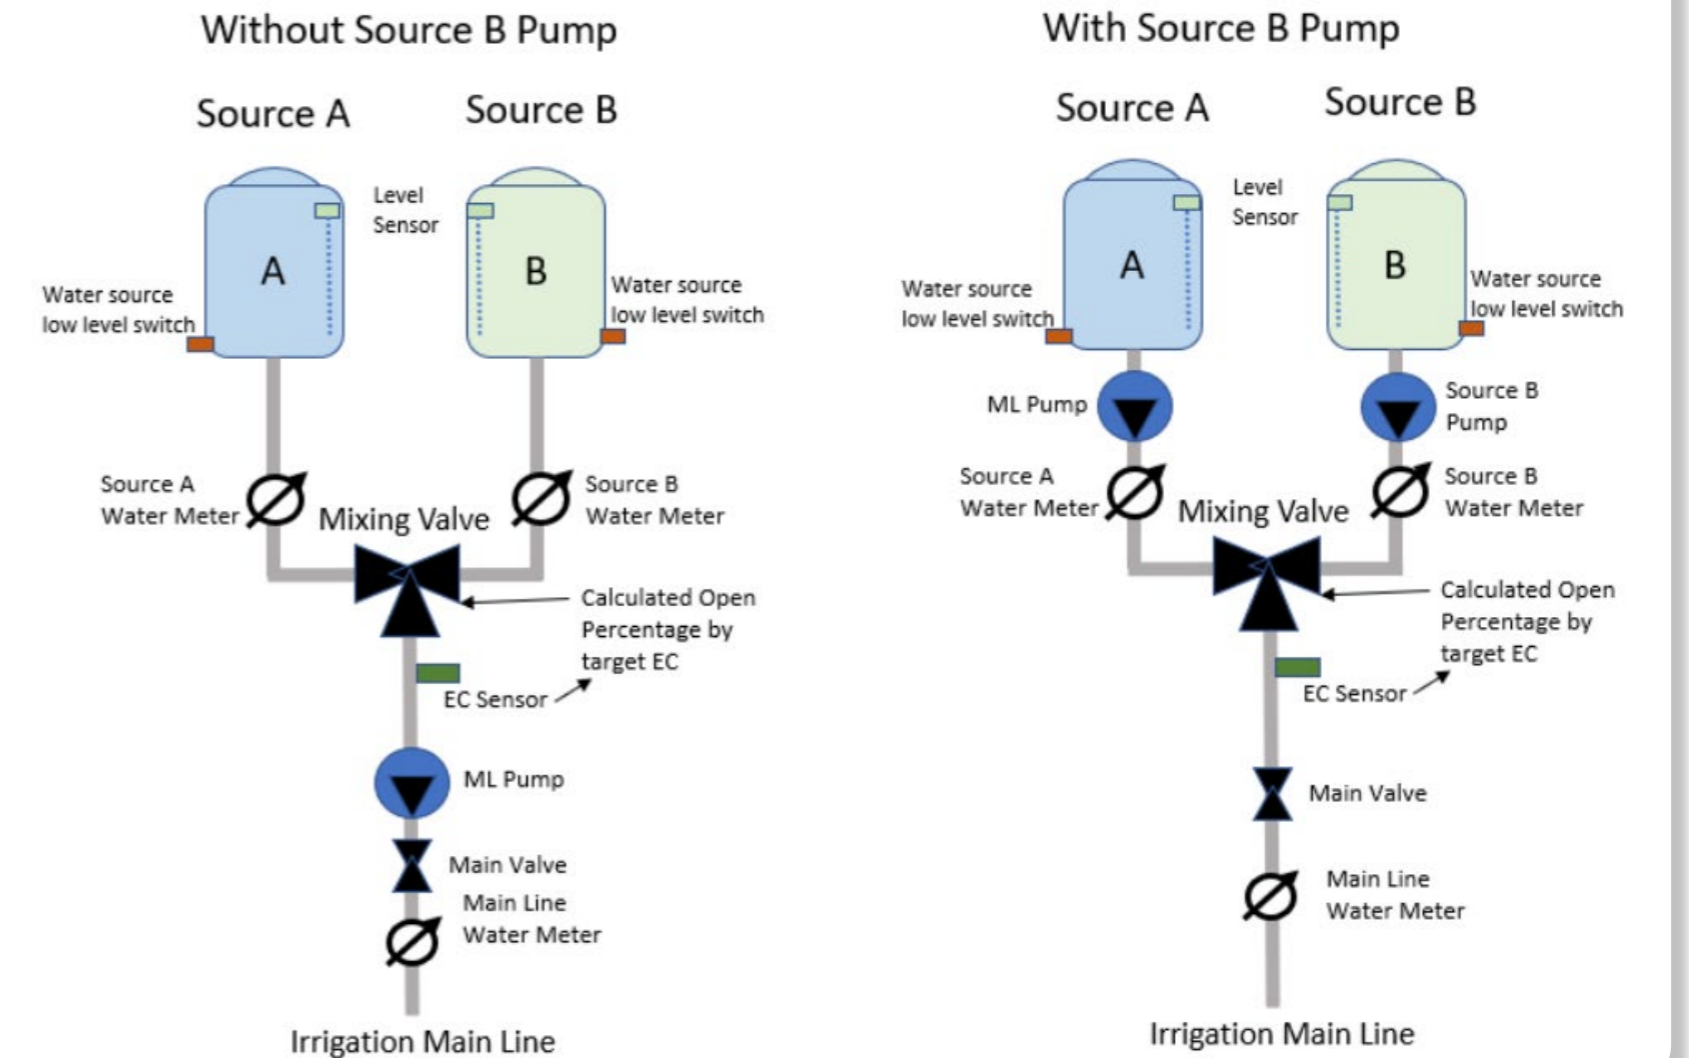 Without Source B Pump
Source A
Source B
Level
Sensor
A
B
Water source
low level switch
Water source
low level switch
Source A
Water Meter
Mixing Valve
Source B
Water Meter
Calculated Open
Percentage by
target EC
EC Sensor
ML Pump
Main Valve
Main Line
Water Meter
Irrigation Main Line
With Source B Pump
Source A
Source B
Level
Sensor
A
B
Water source
low level switch
Water source
low level switch
ML Pump
Source B
Pump
Source A
Water Meter
Mixing Valve
Source B
Water Meter
Calculated Open
Percentage by
target EC
EC Sensor
Main Valve
Main Line
Water Meter
Irrigation Main Line